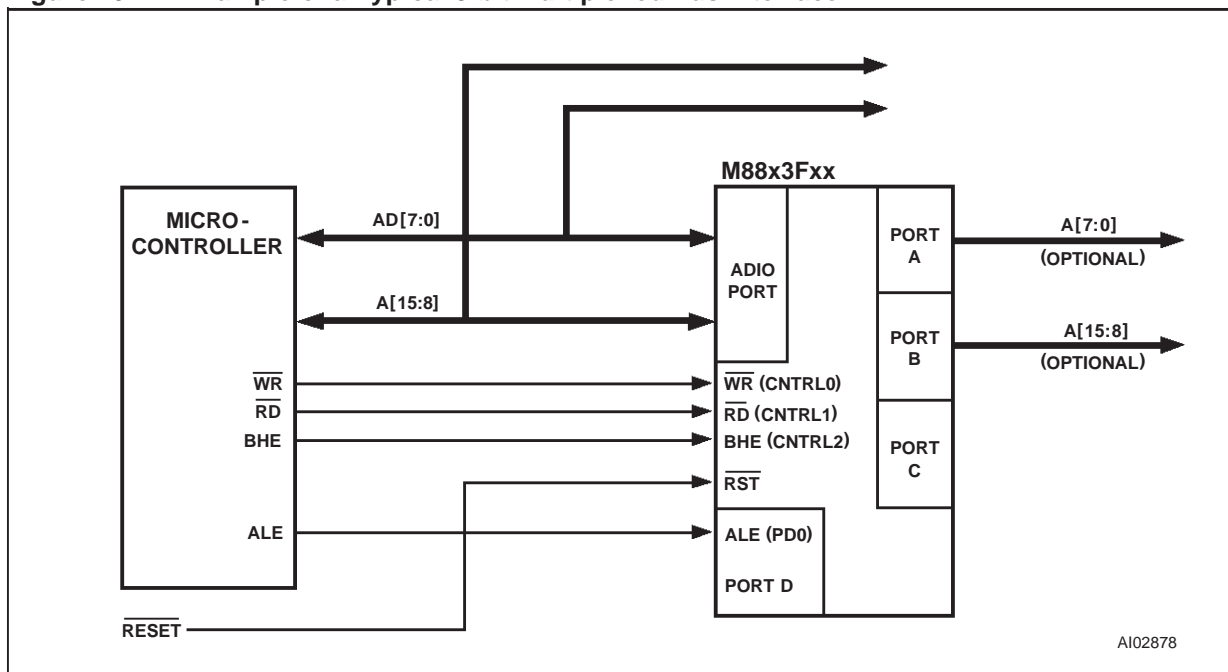 M88x3Fxx
MICRO-
CONTROLLER
AD[7:0]
A[15:8]
WR
RD
BHE
ALE
RESET
ADIO
PORT
WR (CNTRL0)
RD (CNTRL1)
BHE (CNTRL2)
RST
ALE (PD0)
PORT D
PORT
A
PORT
B
PORT
C
A[7:0]
(OPTIONAL)
A[15:8]
(OPTIONAL)
AI02878